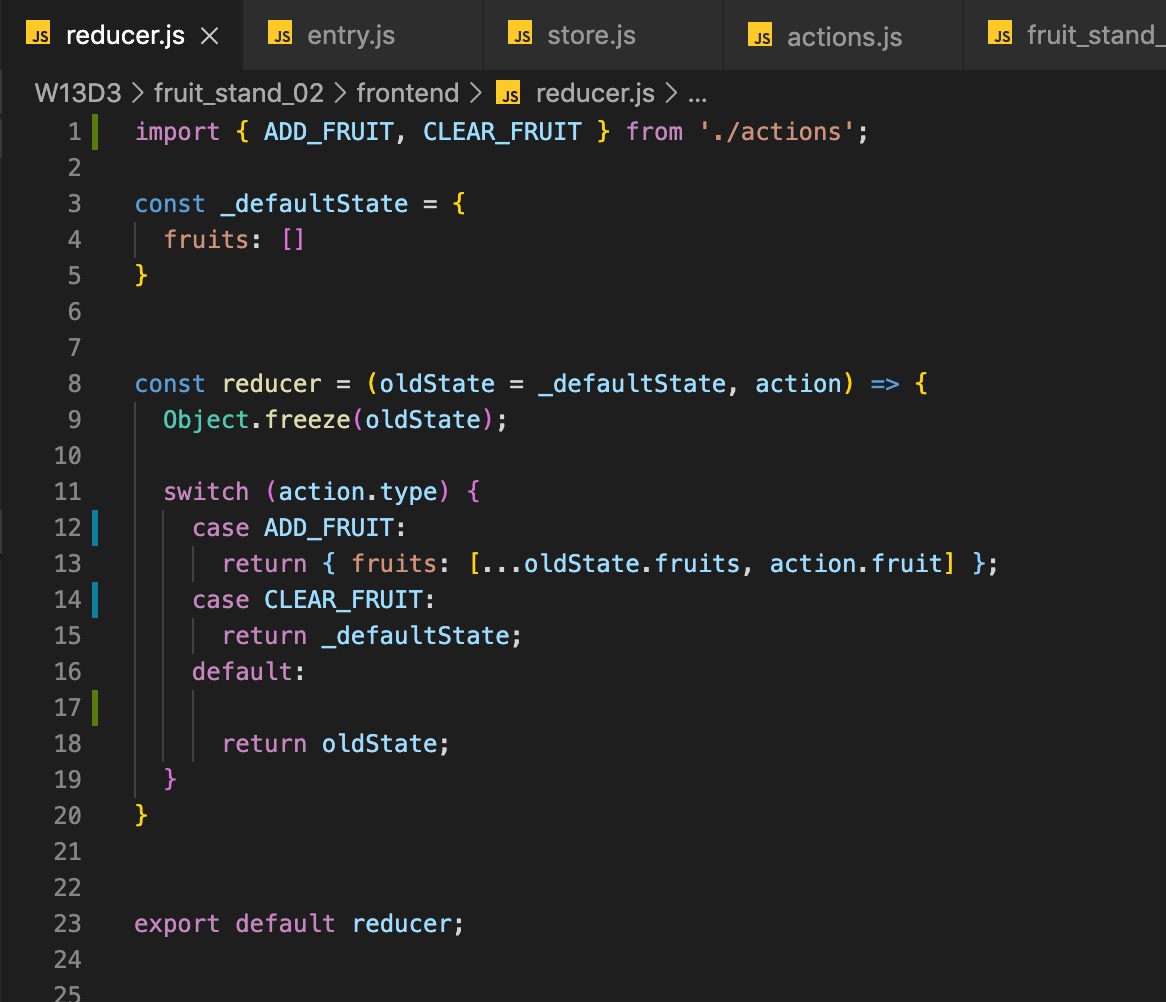 JS reducer.js × JS entry.js JS store.js JS actions.js JS fruit_stand_
W13D3 > fruit_stand_02 > frontend > JS reducer.js > ...
1 import { ADD_FRUIT, CLEAR_FRUIT } from './actions';
2
3 const _defaultState = {
4   fruits: []
5 }
6
7
8 const reducer = (oldState = _defaultState, action) => {
9   Object.freeze(oldState);
10
11   switch (action.type) {
12     case ADD_FRUIT:
13       return { fruits: [...oldState.fruits, action.fruit] };
14     case CLEAR_FRUIT:
15       return _defaultState;
16     default:
17
18       return oldState;
19   }
20 }
21
22
23 export default reducer;
24
25